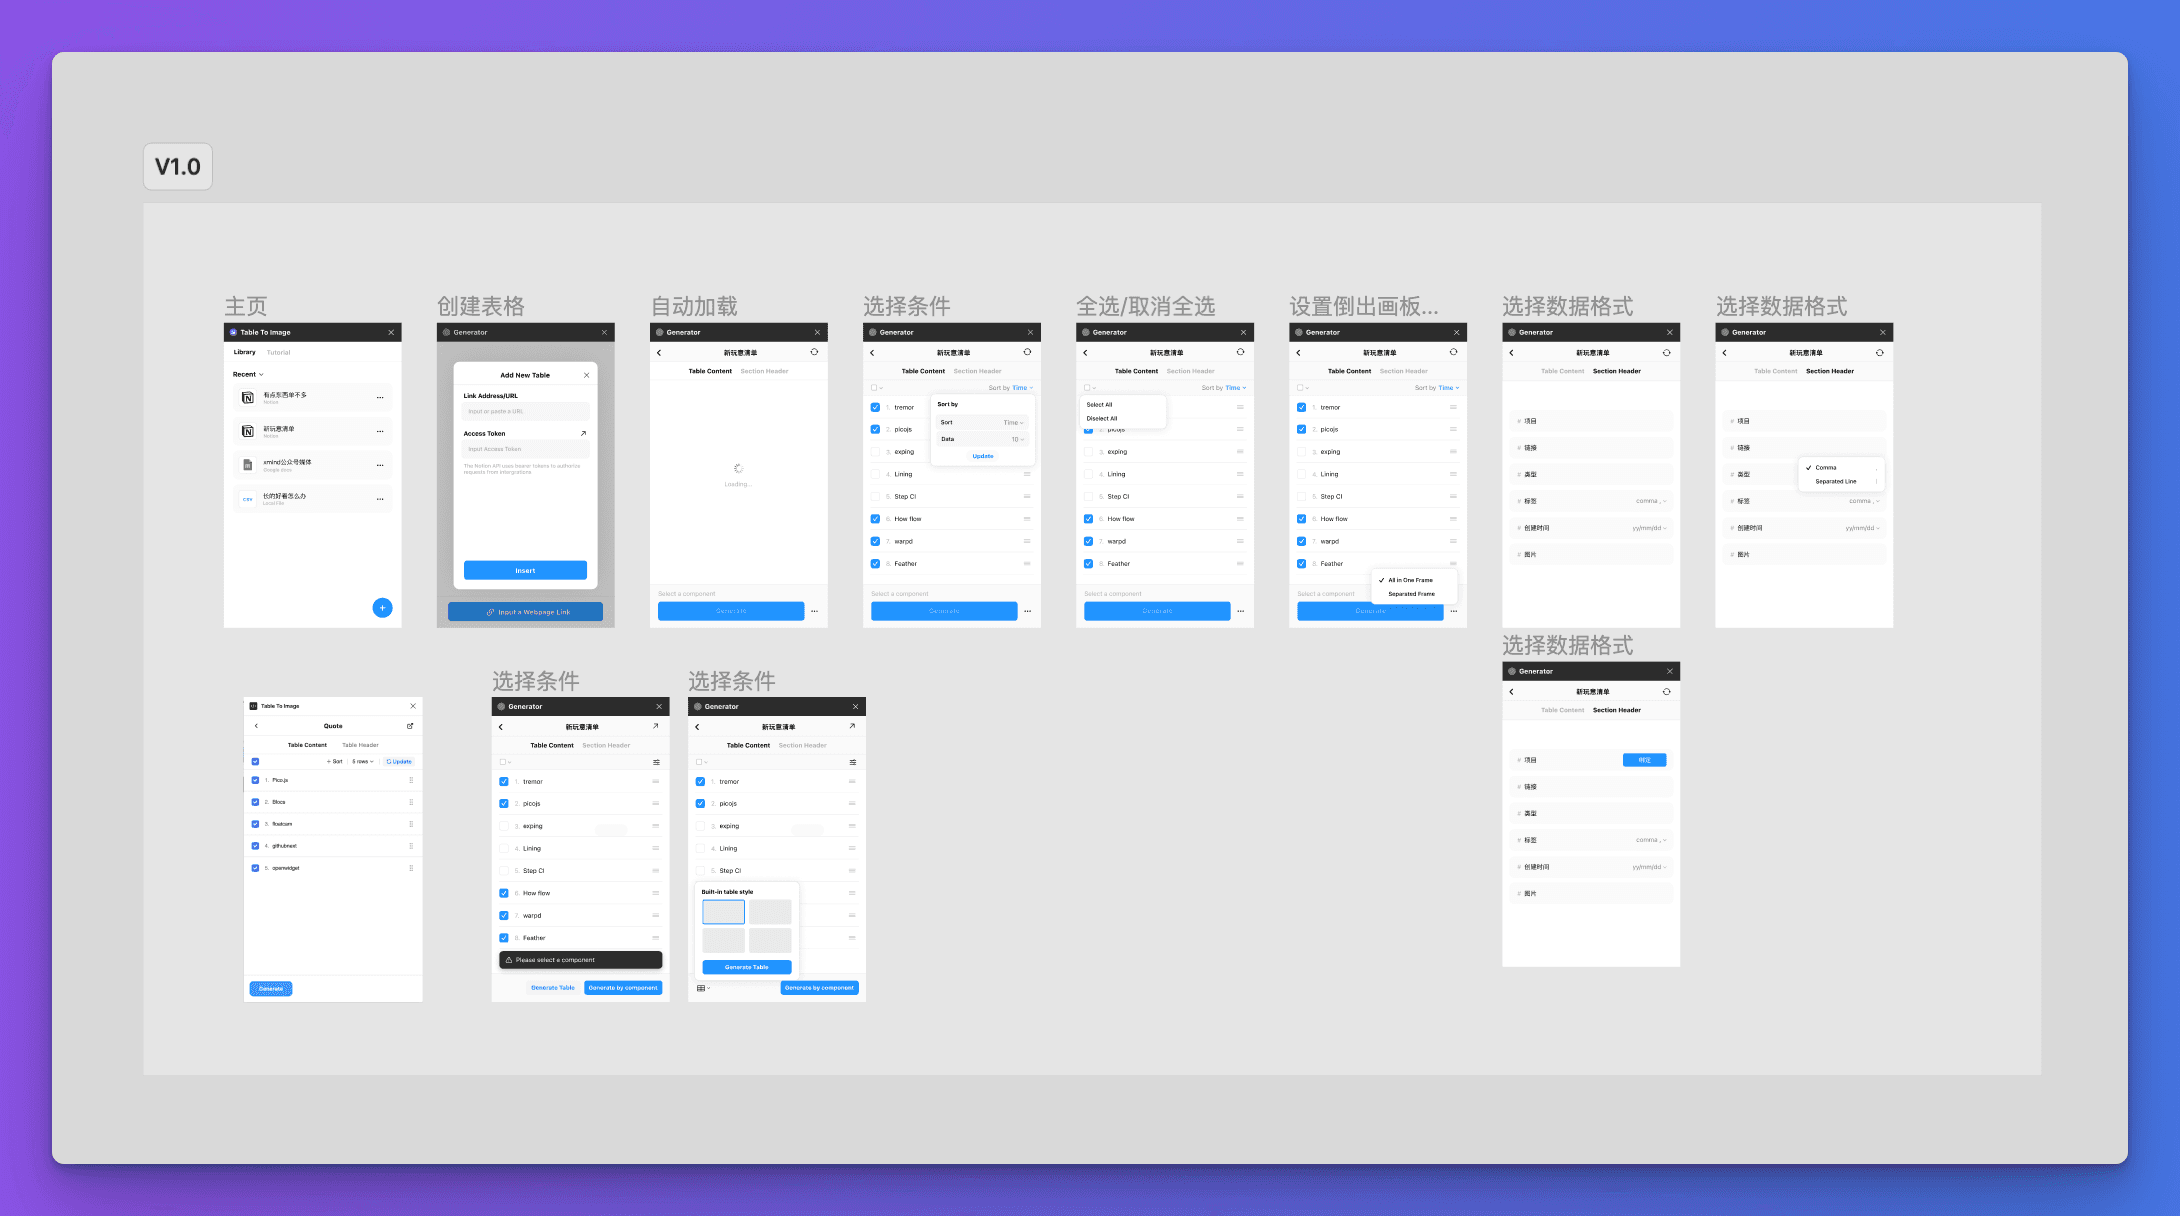 V1.0
主页
Table To Image
Library Tutorial
Recent
有点东西单不多
Notion
新玩意清单
Notion
xmind公众号媒体
Google docs
CSV 长的好看怎么办
Local File
创建表格
Generator
Add New Table
Link Address/URL
Input or paste a URL
Access Token
Input Access Token
The Notion API uses bearer tokens to authorize
requests from intergrations
Insert
Input a Webpage Link
自动加载
Generator
新玩意清单
Table Content Section Header
Loading...
Select a component
Generate
选择条件
Generator
新玩意清单
Table Content Section Header
Sort by Time
1. tremor
2. picojs
3. exping
4. Lining
5. Step CI
6. How flow
7. warpd
8. Feather
Sort by
Sort Time
Data 10
Update
Select a component
Generate
全选/取消全选
Generator
新玩意清单
Table Content Section Header
Sort by Time
Select All
Diselect All
2. picojs
3. exping
4. Lining
5. Step CI
6. How flow
7. warpd
8. Feather
Select a component
Generate
设置倒出画板...
Generator
新玩意清单
Table Content Section Header
Sort by Time
1. tremor
2. picojs
3. exping
4. Lining
5. Step CI
6. How flow
7. warpd
8. Feather
All in One Frame
Separated Frame
Select a component
Generate
选择数据格式
Generator
新玩意清单
Table Content Section Header
# 项目
# 链接
# 类型
# 标签 comma ,
# 创建时间 yy/mm/dd
# 图片
选择数据格式
Generator
新玩意清单
Table Content Section Header
# 项目
# 链接
# 类型
Comma ,
Separated Line |
# 标签 comma ,
# 创建时间 yy/mm/dd
# 图片
Table To Image
Quote
Table Content Table Header
+ Sort 5 rows Update
1. Pico.js
2. Btocs
3. floatcam
4. githubnext
5. openwidget
Generate
选择条件
Generator
新玩意清单
Table Content Section Header
1. tremor
2. picojs
3. exping
4. Lining
5. Step CI
6. How flow
7. warpd
8. Feather
Please select a component
Generate Table Generate by component
选择条件
Generator
新玩意清单
Table Content Section Header
1. tremor
2. picojs
3. exping
4. Lining
5. Step CI
Built-in table style
Generate Table
Generate by component
选择数据格式
Generator
新玩意清单
Table Content Section Header
# 项目 绑定
# 链接
# 类型
# 标签 comma ,
# 创建时间 yy/mm/dd
# 图片